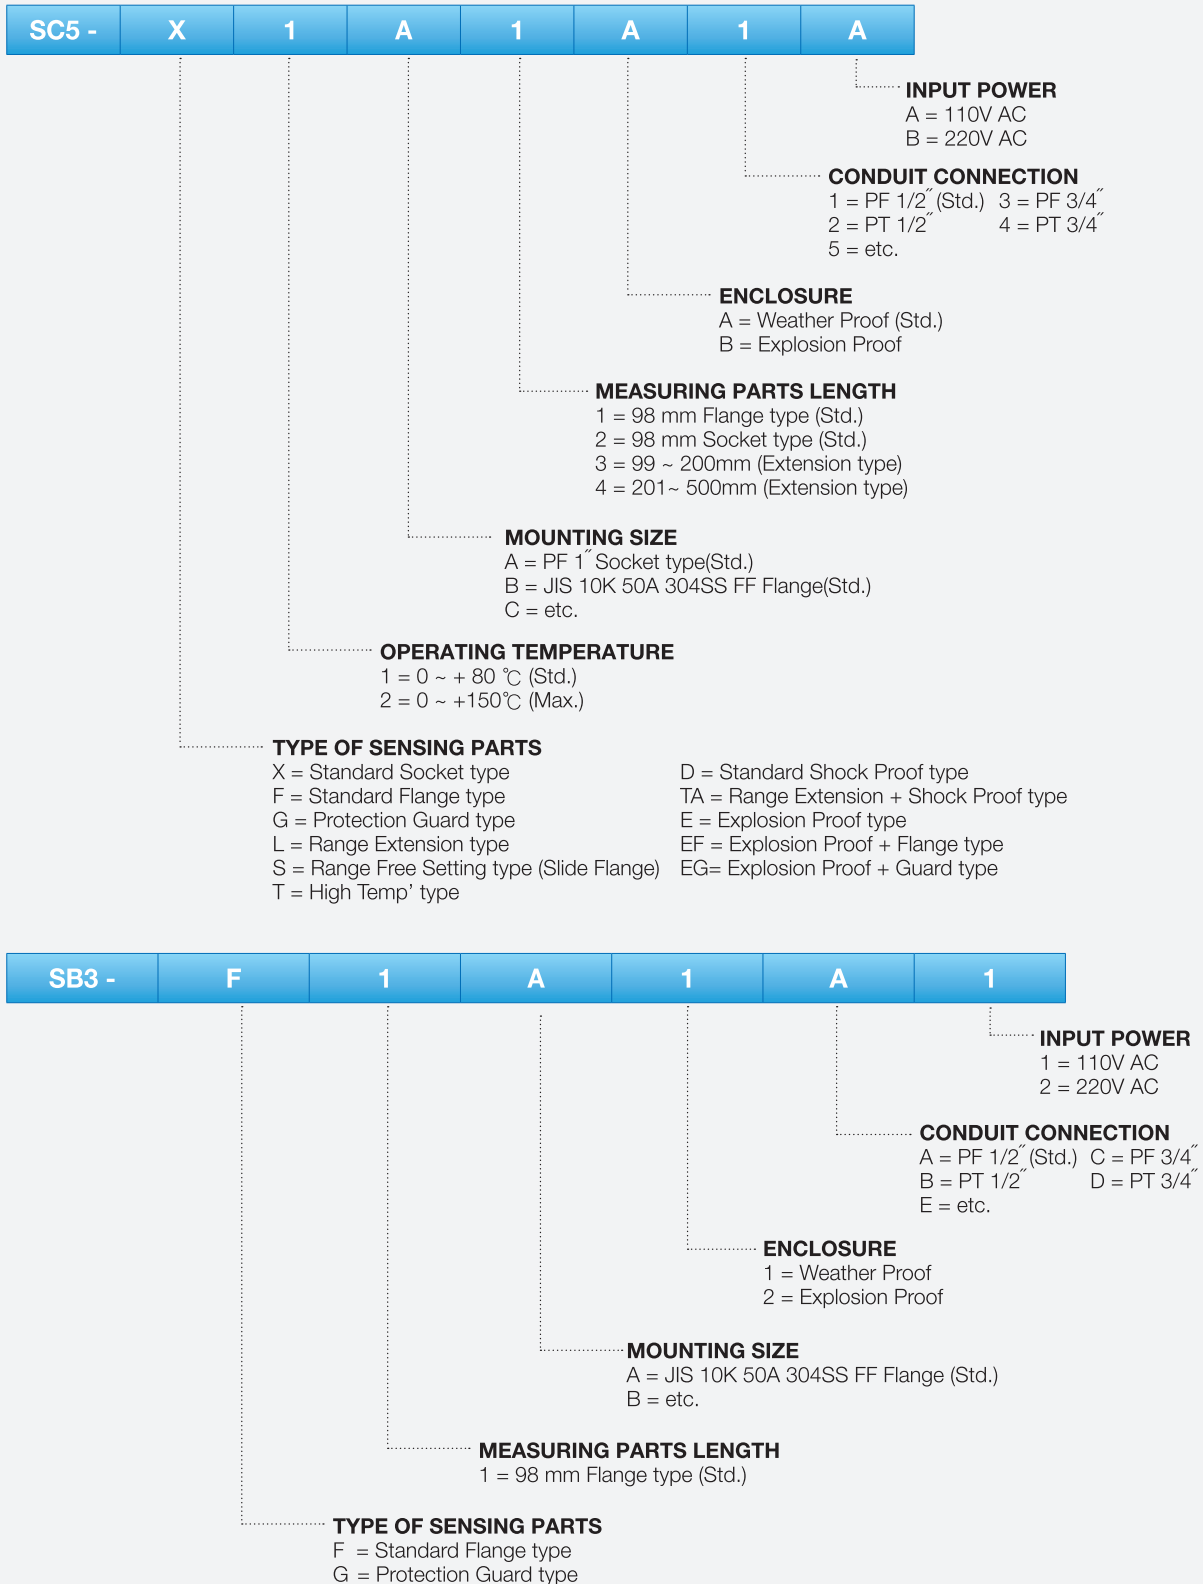 SC5 - X 1 A 1 A 1 A
INPUT POWER
A = 110V AC
B = 220V AC
CONDUIT CONNECTION
1 = PF 1/2˝ (Std.) 3 = PF 3/4˝
2 = PT 1/2˝ 4 = PT 3/4˝
5 = etc.
ENCLOSURE
A = Weather Proof (Std.)
B = Explosion Proof
MEASURING PARTS LENGTH
1 = 98 mm Flange type (Std.)
2 = 98 mm Socket type (Std.)
3 = 99 ~ 200mm (Extension type)
4 = 201~ 500mm (Extension type)
MOUNTING SIZE
A = PF 1˝ Socket type(Std.)
B = JIS 10K 50A 304SS FF Flange(Std.)
C = etc.
OPERATING TEMPERATURE
1 = 0 ~ + 80 ℃ (Std.)
2 = 0 ~ +150℃ (Max.)
TYPE OF SENSING PARTS
X = Standard Socket type D = Standard Shock Proof type
F = Standard Flange type TA = Range Extension + Shock Proof type
G = Protection Guard type E = Explosion Proof type
L = Range Extension type EF = Explosion Proof + Flange type
S = Range Free Setting type (Slide Flange) EG= Explosion Proof + Guard type
T = High Temp’ type
SB3 - F 1 A 1 A 1
INPUT POWER
1 = 110V AC
2 = 220V AC
CONDUIT CONNECTION
A = PF 1/2˝ (Std.) C = PF 3/4˝
B = PT 1/2˝ D = PT 3/4˝
E = etc.
ENCLOSURE
1 = Weather Proof
2 = Explosion Proof
MOUNTING SIZE
A = JIS 10K 50A 304SS FF Flange (Std.)
B = etc.
MEASURING PARTS LENGTH
1 = 98 mm Flange type (Std.)
TYPE OF SENSING PARTS
F = Standard Flange type
G = Protection Guard type